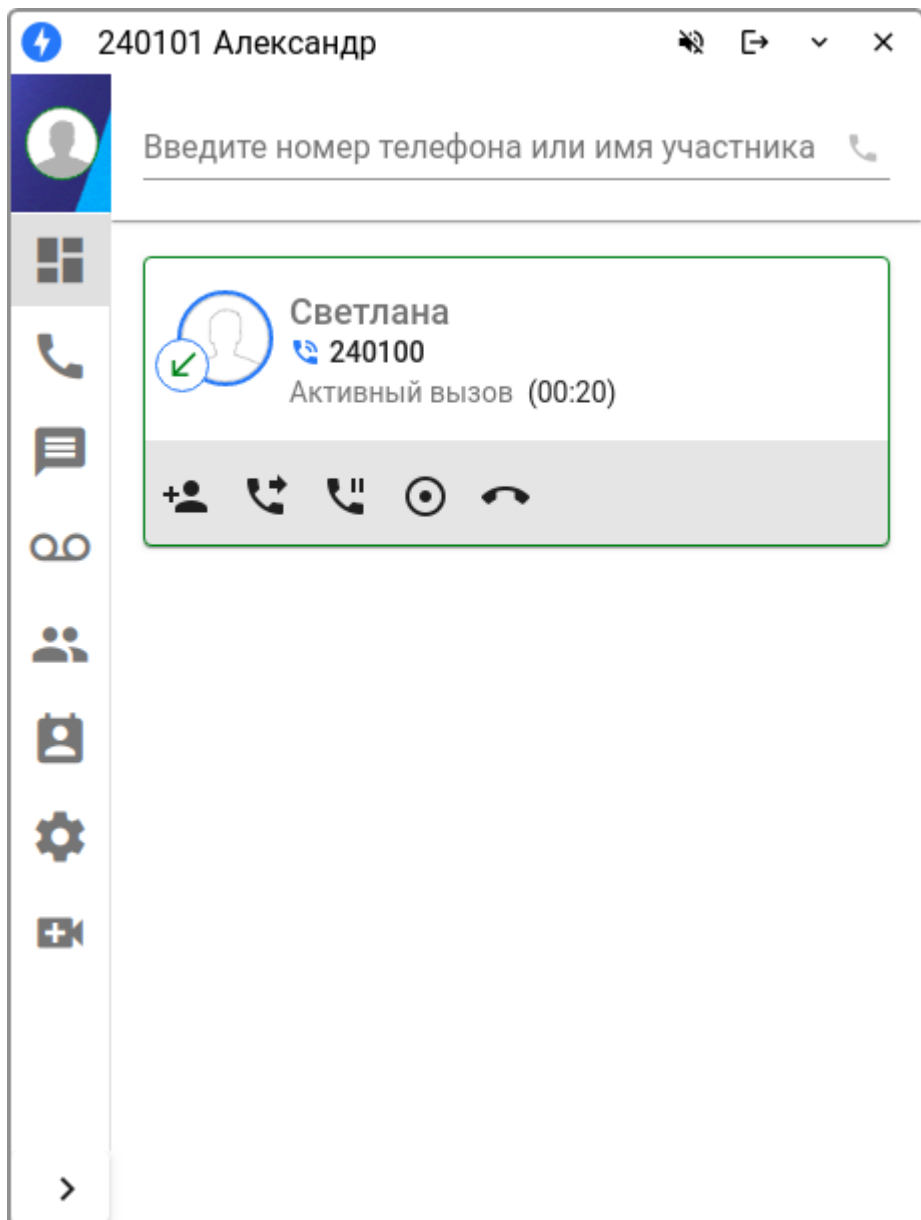 240101 Александр
Введите номер телефона или имя участника
Светлана
240100
Активный вызов (00:20)